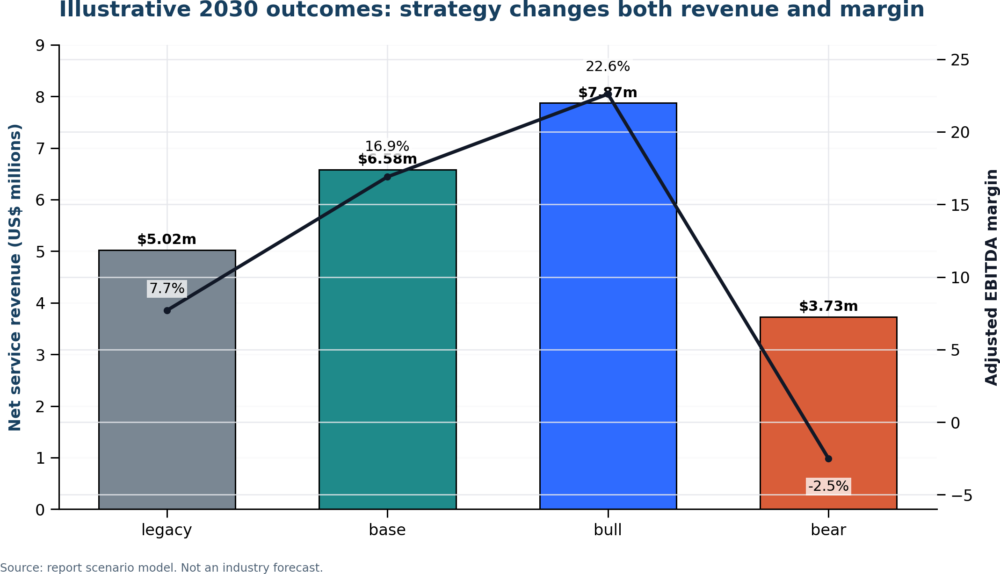 Illustrative 2030 outcomes: strategy changes both revenue and margin
Net service revenue (US$ millions)
9
8
7
6
5
4
3
2
1
0
$5.02m
7.7%
16.9%
$6.58m
22.6%
$7.87m
$3.73m
-2.5%
25
20
15
10
5
0
−5
Adjusted EBITDA margin
legacy
base
bull
bear
Source: report scenario model. Not an industry forecast.